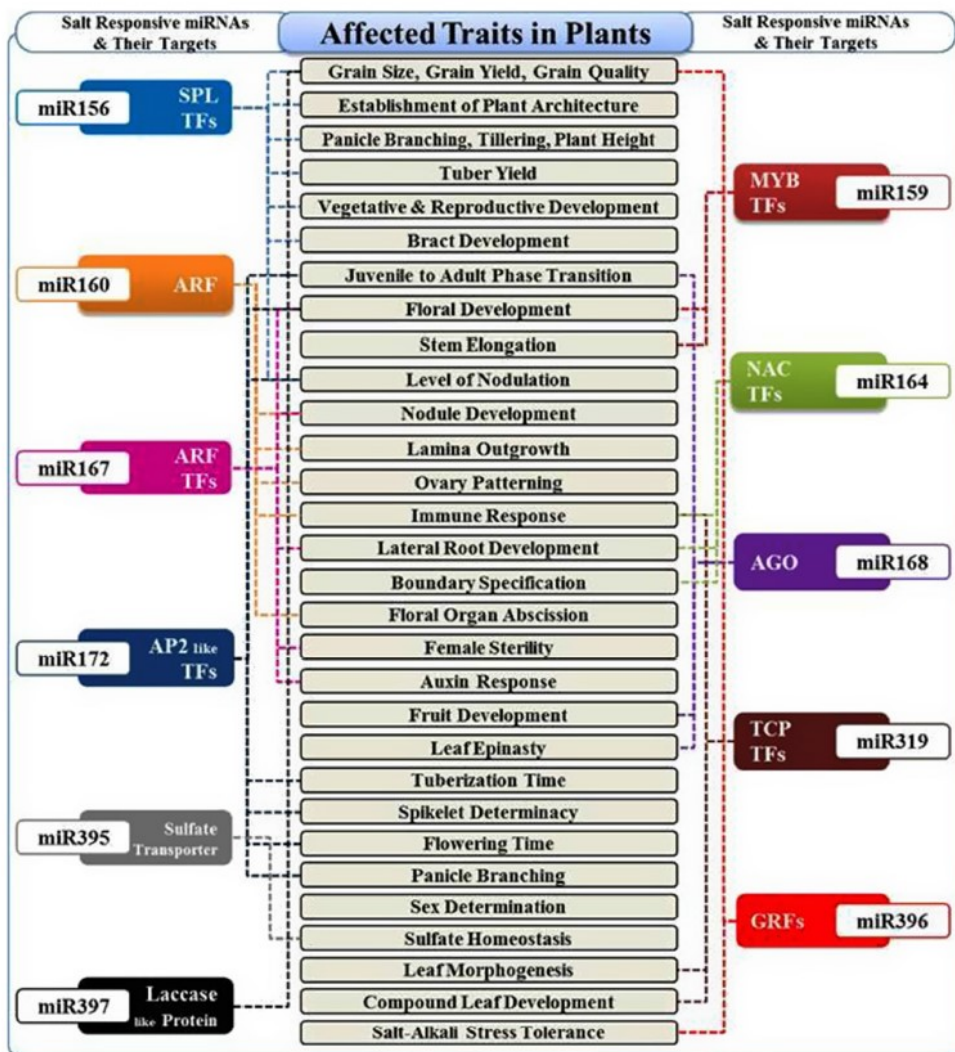 Salt Responsive miRNAs
& Their Targets
Affected Traits in Plants
Salt Responsive miRNAs
& Their Targets
miR156
SPL
TFs
miR160
ARF
miR167
ARF
TFs
miR172
AP2 like
TFs
miR395
Sulfate
Transporter
miR397
Laccase
like Protein
Grain Size, Grain Yield, Grain Quality
Establishment of Plant Architecture
Panicle Branching, Tillering, Plant Height
Tuber Yield
Vegetative & Reproductive Development
Bract Development
Juvenile to Adult Phase Transition
Floral Development
Stem Elongation
Level of Nodulation
Nodule Development
Lamina Outgrowth
Ovary Patterning
Immune Response
Lateral Root Development
Boundary Specification
Floral Organ Abscission
Female Sterility
Auxin Response
Fruit Development
Leaf Epinasty
Tuberization Time
Spikelet Determinacy
Flowering Time
Panicle Branching
Sex Determination
Sulfate Homeostasis
Leaf Morphogenesis
Compound Leaf Development
Salt-Alkali Stress Tolerance
MYB
TFs
miR159
NAC
TFs
miR164
AGO
miR168
TCP
TFs
miR319
GRFs
miR396